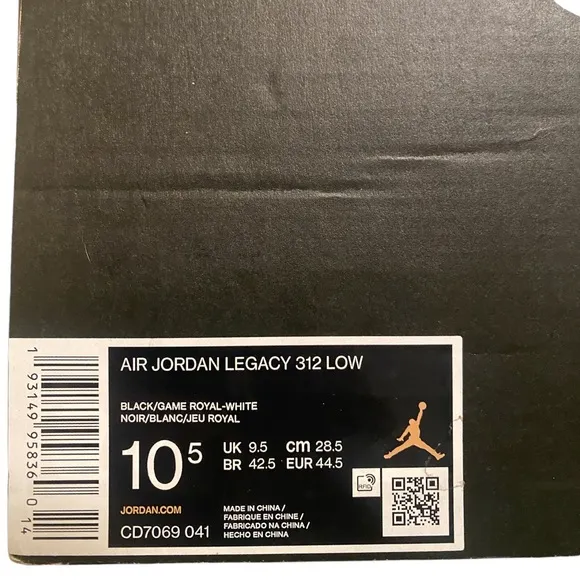 AIR JORDAN LEGACY 312 LOW
BLACK/GAME ROYAL-WHITE
NOIR/BLANC/JEU ROYAL
10⁵ UK 9.5 cm 28.5
BR 42.5 EUR 44.5
RFID
JORDAN.COM
CD7069 041
MADE IN CHINA /
FABRIQUE EN CHINE /
FABRICADO NA CHINA /
HECHO EN CHINA
1 93149 95836 0 14